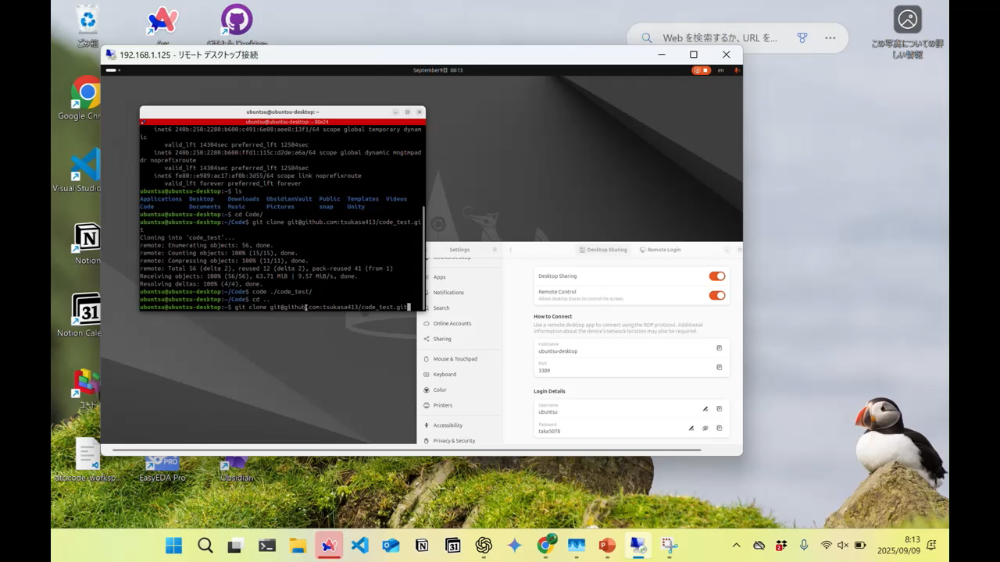 ごみ箱
Arc
GitHub Desktop
Web を検索するか、URL を...
この写真についての詳
しい情報
192.168.1.125 - リモート デスクトップ接続
September9日 08:13
en
Google Chr
Visual Studio
Notion
Notion Cale
ubuntsu@ubuntsu-desktop: ~
ubuntsu@ubuntsu-desktop: ~ 80x24
inet6 240b:250:2280:b600:c491:6e08:aee8:13f1/64 scope global temporary dynam
ic
valid_lft 14304sec preferred_lft 12504sec
inet6 240b:250:2280:b600:ffd1:115c:d2de:a6a/64 scope global dynamic mngtmpad
dr noprefixroute
valid_lft 14304sec preferred_lft 12504sec
inet6 fe80::e989:ac17:af0b:3d55/64 scope link noprefixroute
valid_lft forever preferred_lft forever
ubuntsu@ubuntsu-desktop:~$ ls
Applications Desktop Downloads ObsidianVault Public Templates Videos
Code Documents Music Pictures snap Unity
ubuntsu@ubuntsu-desktop:~$ cd Code/
ubuntsu@ubuntsu-desktop:~/Code$ git clone git@github.com:tsukasa413/code_test.gi
t
Cloning into 'code_test'...
remote: Enumerating objects: 56, done.
remote: Counting objects: 100% (15/15), done.
remote: Compressing objects: 100% (11/11), done.
remote: Total 56 (delta 2), reused 12 (delta 2), pack-reused 41 (from 1)
Receiving objects: 100% (56/56), 63.71 MiB | 9.57 MiB/s, done.
Resolving deltas: 100% (4/4), done.
ubuntsu@ubuntsu-desktop:~/Code$ code ./code_test/
ubuntsu@ubuntsu-desktop:~/Code$ cd ..
ubuntsu@ubuntsu-desktop:~$ git clone git@github.com:tsukasa413/code_test.git
Settings
Apps
Notifications
Search
Online Accounts
Sharing
Mouse & Touchpad
Keyboard
Color
Printers
Accessibility
Privacy & Security
Desktop Sharing
Remote Login
Desktop Sharing
Remote Control
Allows desktop shares to control the screen.
How to Connect
Use a remote desktop app to connect using the RDP protocol. Additional
information about the device's network location may also be required.
Hostname
ubuntsu-desktop
Port
3389
Login Details
Username
ubuntsu
Password
taka5078
EasyEDA Pro
Obsidian
8:13
2025/09/09